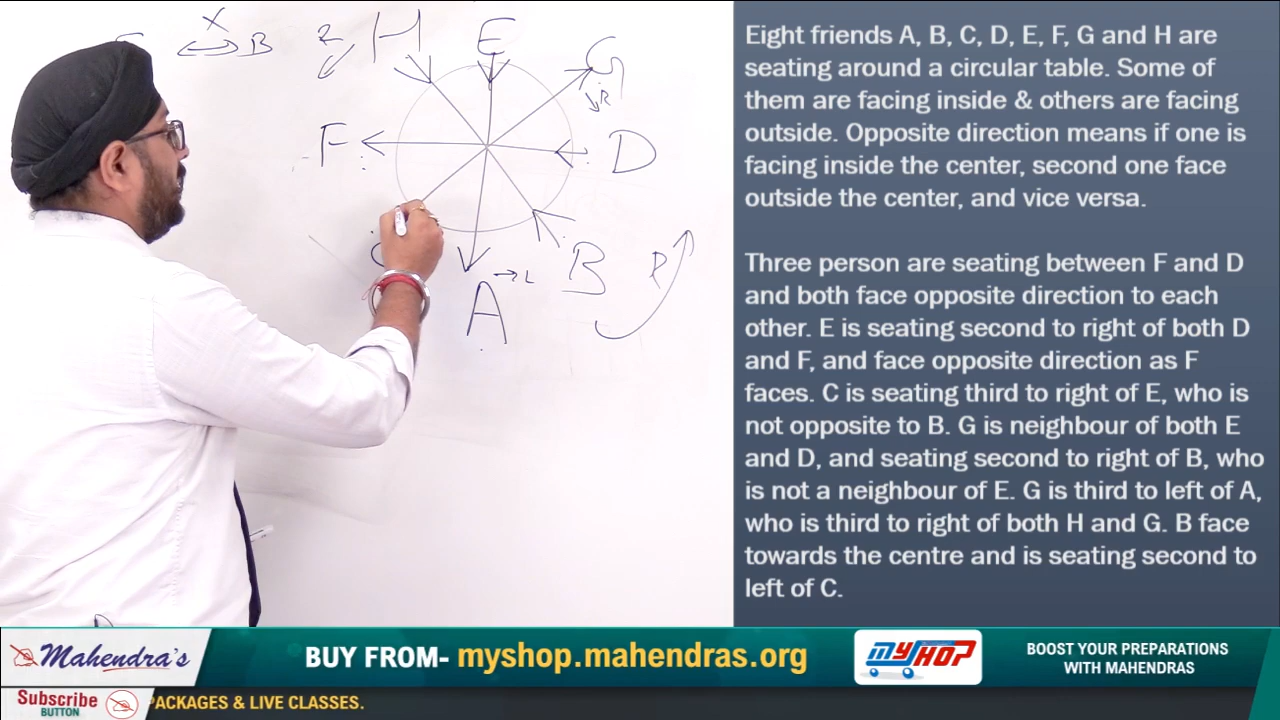 X
B
R
H
E
G
R
F
D
A
L
B
R
Eight friends A, B, C, D, E, F, G and H are
seating around a circular table. Some of
them are facing inside & others are facing
outside. Opposite direction means if one is
facing inside the center, second one face
outside the center, and vice versa.
Three person are seating between F and D
and both face opposite direction to each
other. E is seating second to right of both D
and F, and face opposite direction as F
faces. C is seating third to right of E, who is
not opposite to B. G is neighbour of both E
and D, and seating second to right of B, who
is not a neighbour of E. G is third to left of A,
who is third to right of both H and G. B face
towards the centre and is seating second to
left of C.
Mahendra's
BUY FROM- myshop.mahendras.org
MY HOP
BOOST YOUR PREPARATIONS
WITH MAHENDRAS
Subscribe
BUTTON
PACKAGES & LIVE CLASSES.